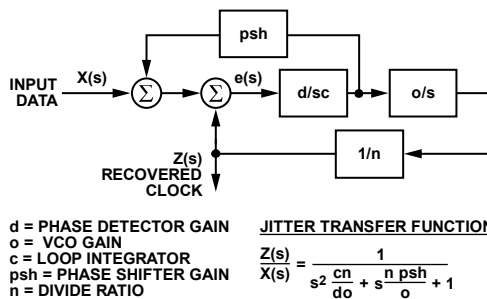 psh
X(s)
e(s)
INPUT
DATA
Σ
Σ
d/sc
o/s
Z(s)
RECOVERED
CLOCK
1/n
d = PHASE DETECTOR GAIN
o = VCO GAIN
c = LOOP INTEGRATOR
psh = PHASE SHIFTER GAIN
n = DIVIDE RATIO
JITTER TRANSFER FUNCTION
Z(s)/X(s) = 1/(s² cn/do + s n psh/o + 1)